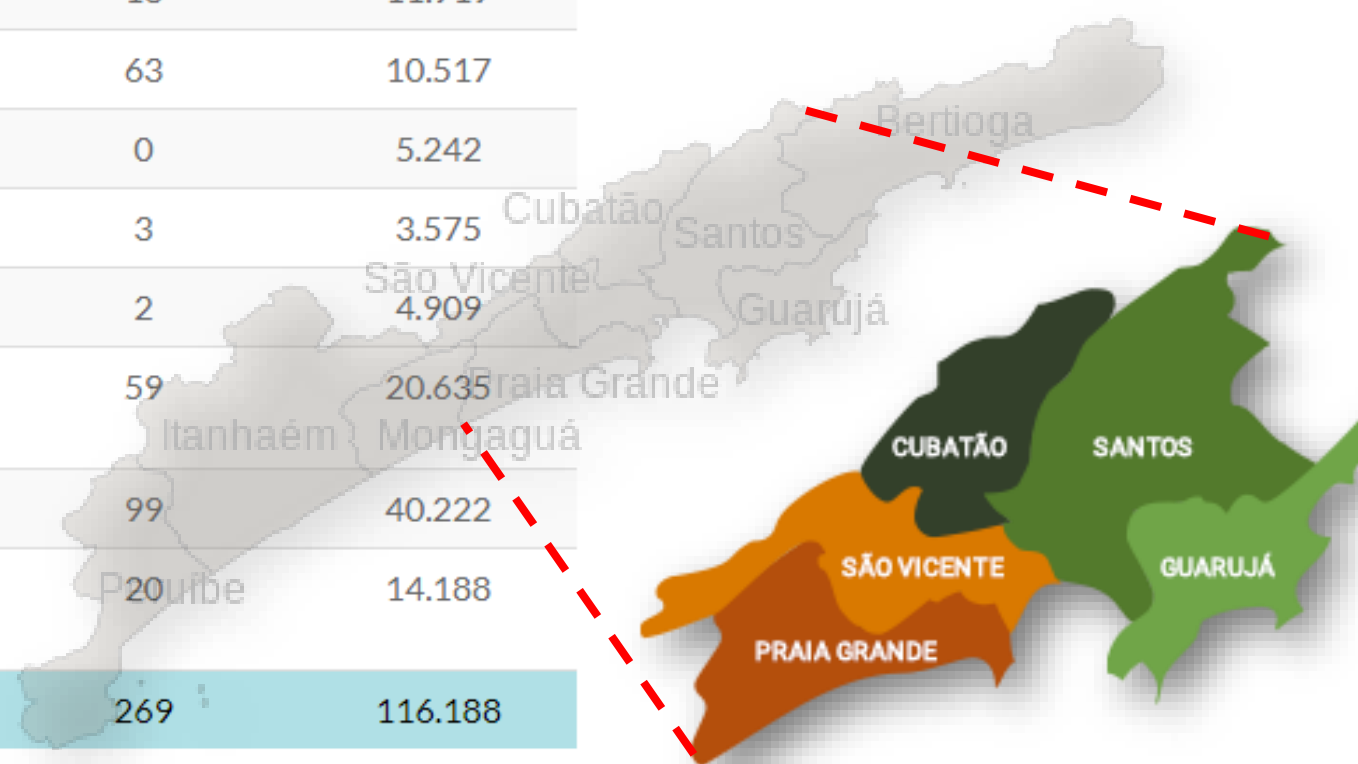 63 10.517
0 5.242
3 3.575
2 4.909
59 20.635
99 40.222
20 14.188
269 116.188
Bertioga
Cubatão
Santos
São Vicente
Guarujá
Praia Grande
Itanhaém
Mongaguá
CUBATÃO
SANTOS
SÃO VICENTE
GUARUJÁ
PRAIA GRANDE